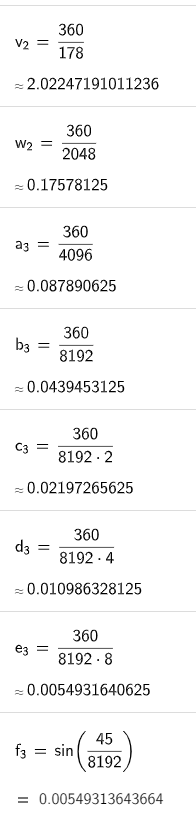 v₂ = 360/178
≈ 2.02247191011236
w₂ = 360/2048
≈ 0.17578125
a₃ = 360/4096
≈ 0.087890625
b₃ = 360/8192
≈ 0.0439453125
c₃ = 360/(8192 · 2)
≈ 0.02197265625
d₃ = 360/(8192 · 4)
≈ 0.010986328125
e₃ = 360/(8192 · 8)
≈ 0.0054931640625
f₃ = sin(45/8192)
= 0.00549313643664